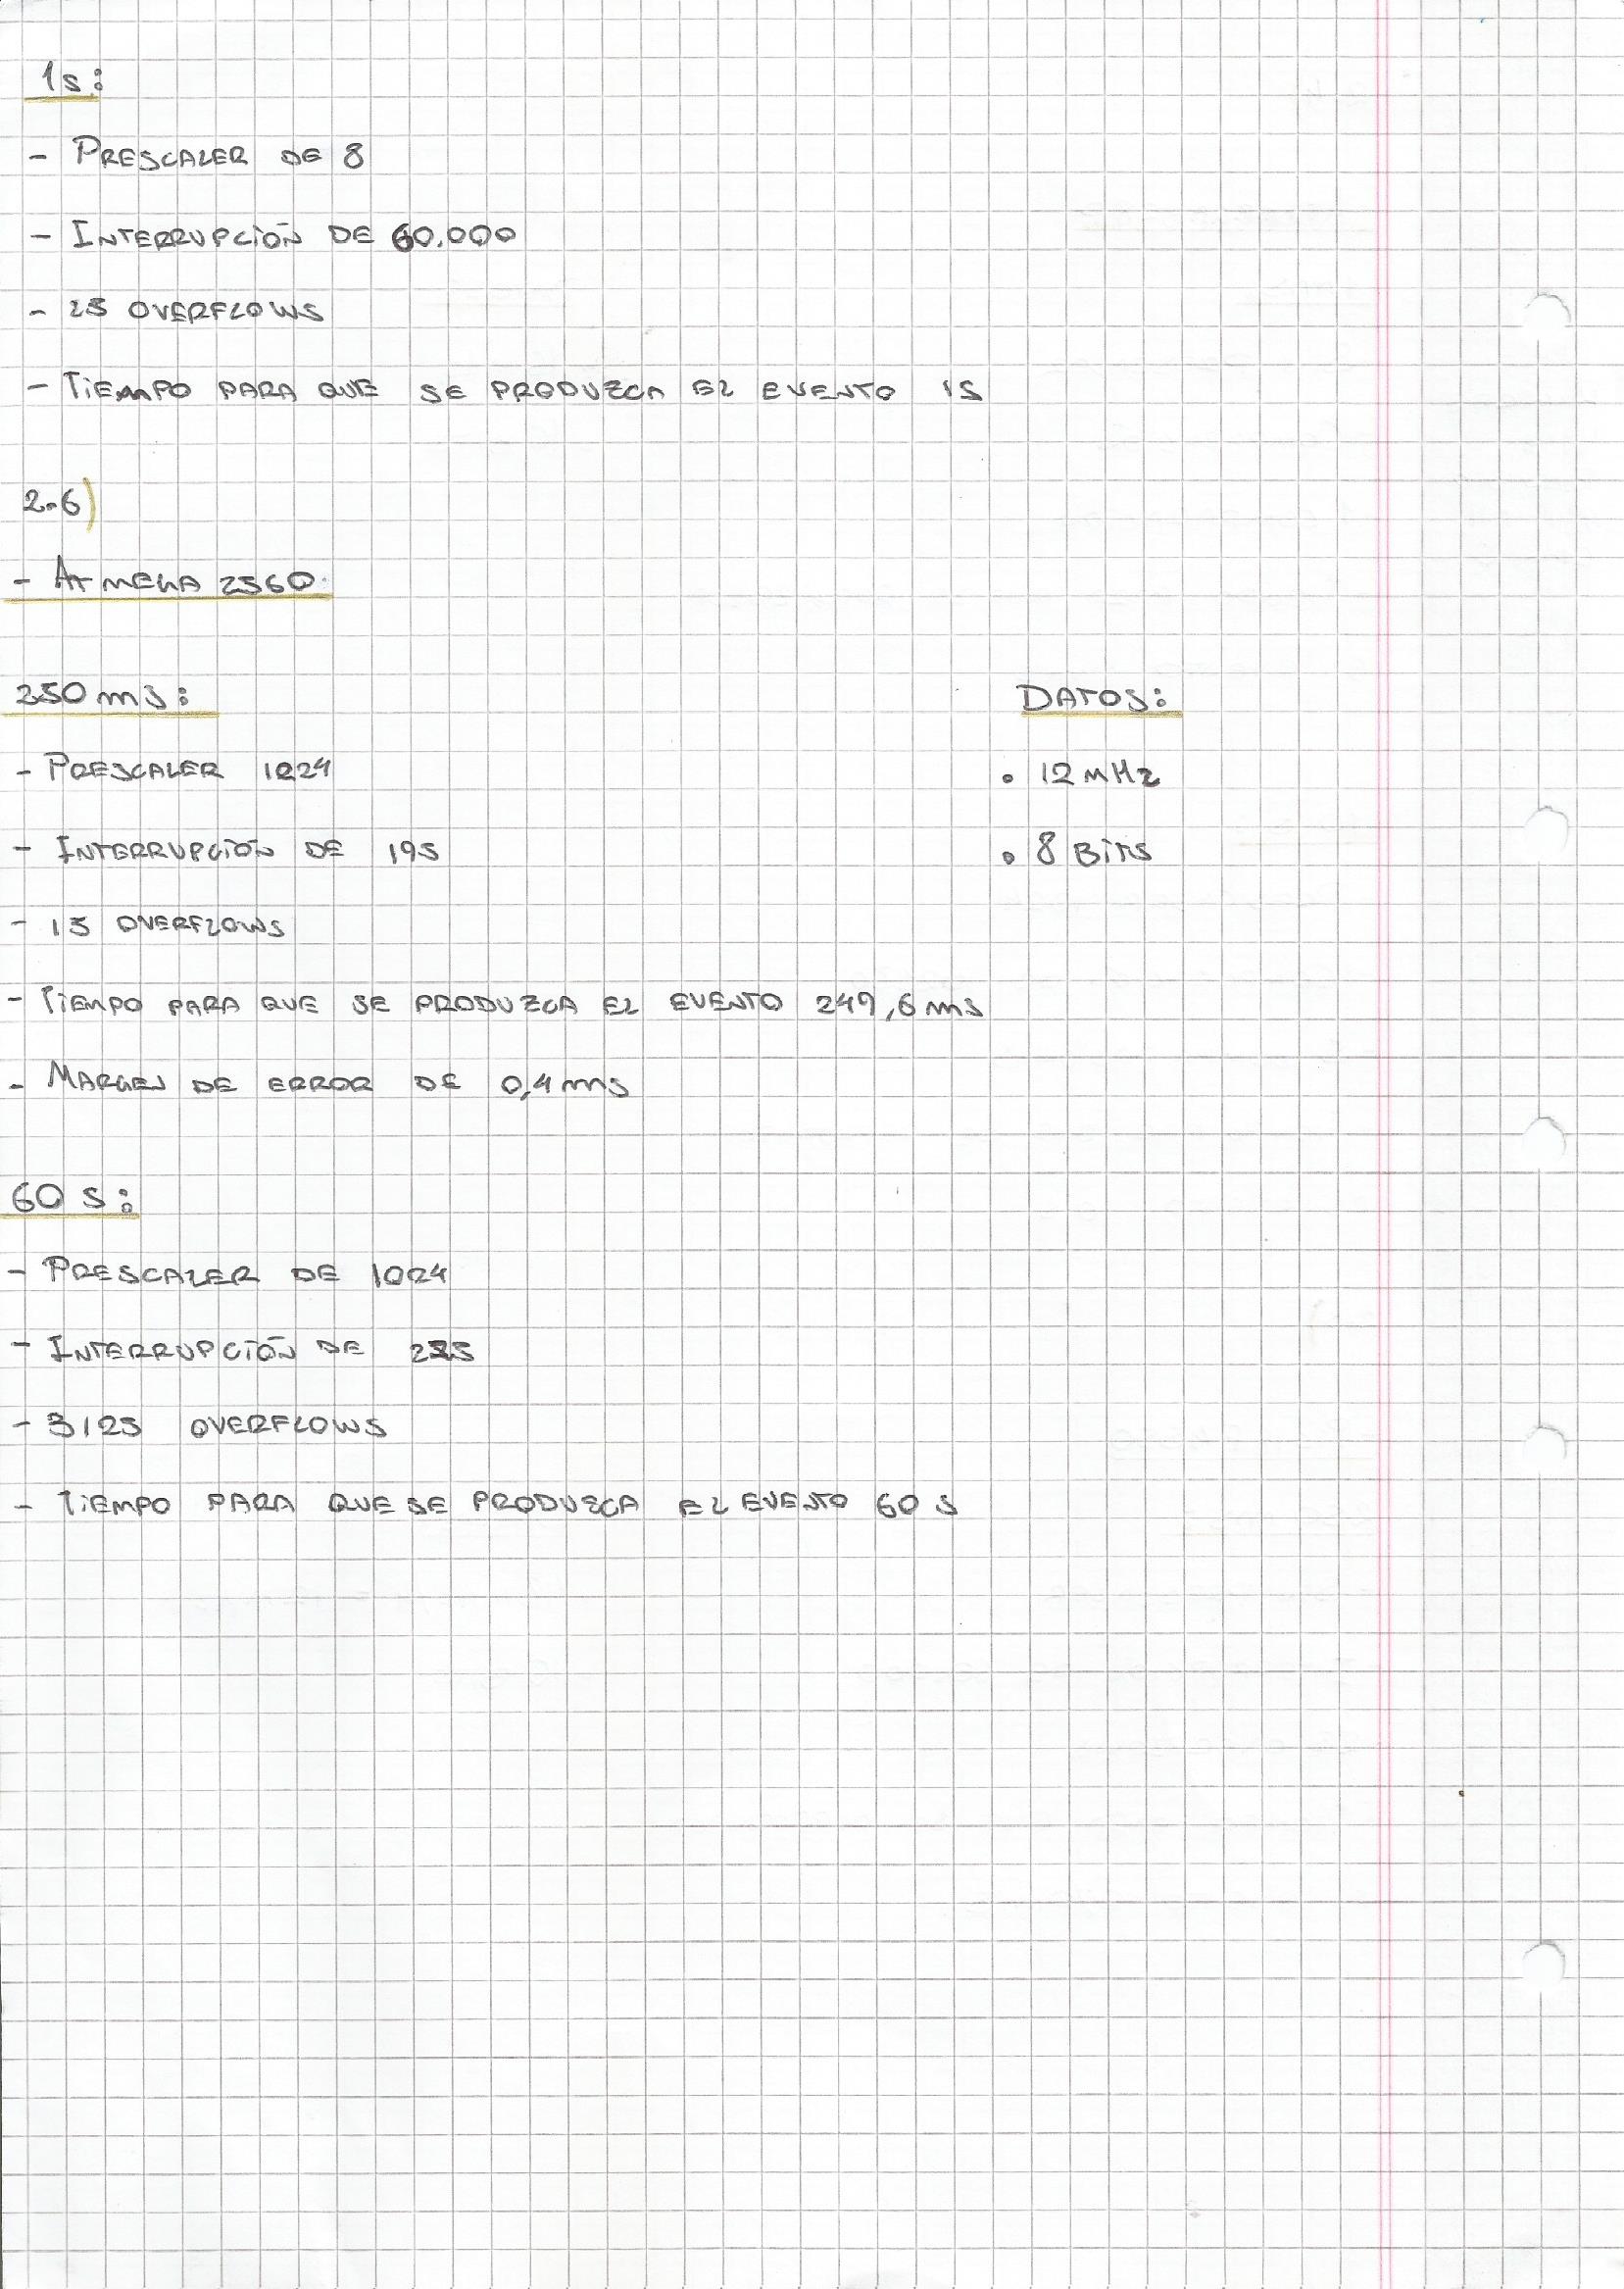 1s:
- PRESCALER DE 8
- INTERRUPCIÓN DE 60.000
- 25 OVERFLOWS
- TIEMPO PARA QUE SE PRODUZCA EL EVENTO 1S
2.6)
- ATMEGA 2560
250 ms: DATOS:
- PRESCALER 1024 • 12 MHz
- INTERRUPCIÓN DE 195 • 8 BITS
- 15 OVERFLOWS
- TIEMPO PARA QUE SE PRODUZCA EL EVENTO 249,6 ms
- MARGEN DE ERROR DE 0,4 ms
60 s:
- PRESCALER DE 1024
- INTERRUPCIÓN DE 225
- 3125 OVERFLOWS
- TIEMPO PARA QUE SE PRODUZCA EL EVENTO 60 S